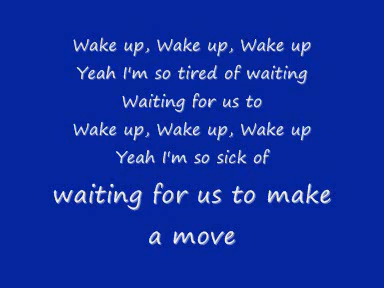 Wake up, Wake up, Wake up
Yeah I'm so tired of waiting
Waiting for us to
Wake up, Wake up, Wake up
Yeah I'm so sick of
waiting for us to make
a move